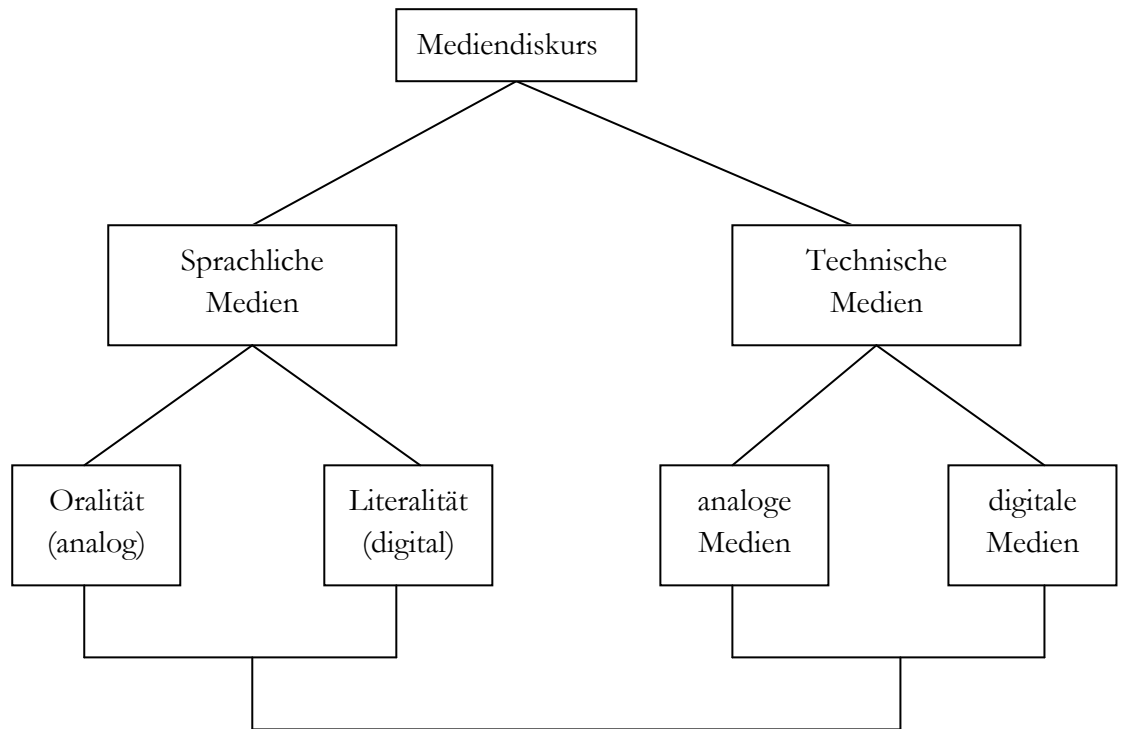 Mediendiskurs
Sprachliche
Medien
Technische
Medien
Oralität
(analog)
Literalität
(digital)
analoge
Medien
digitale
Medien